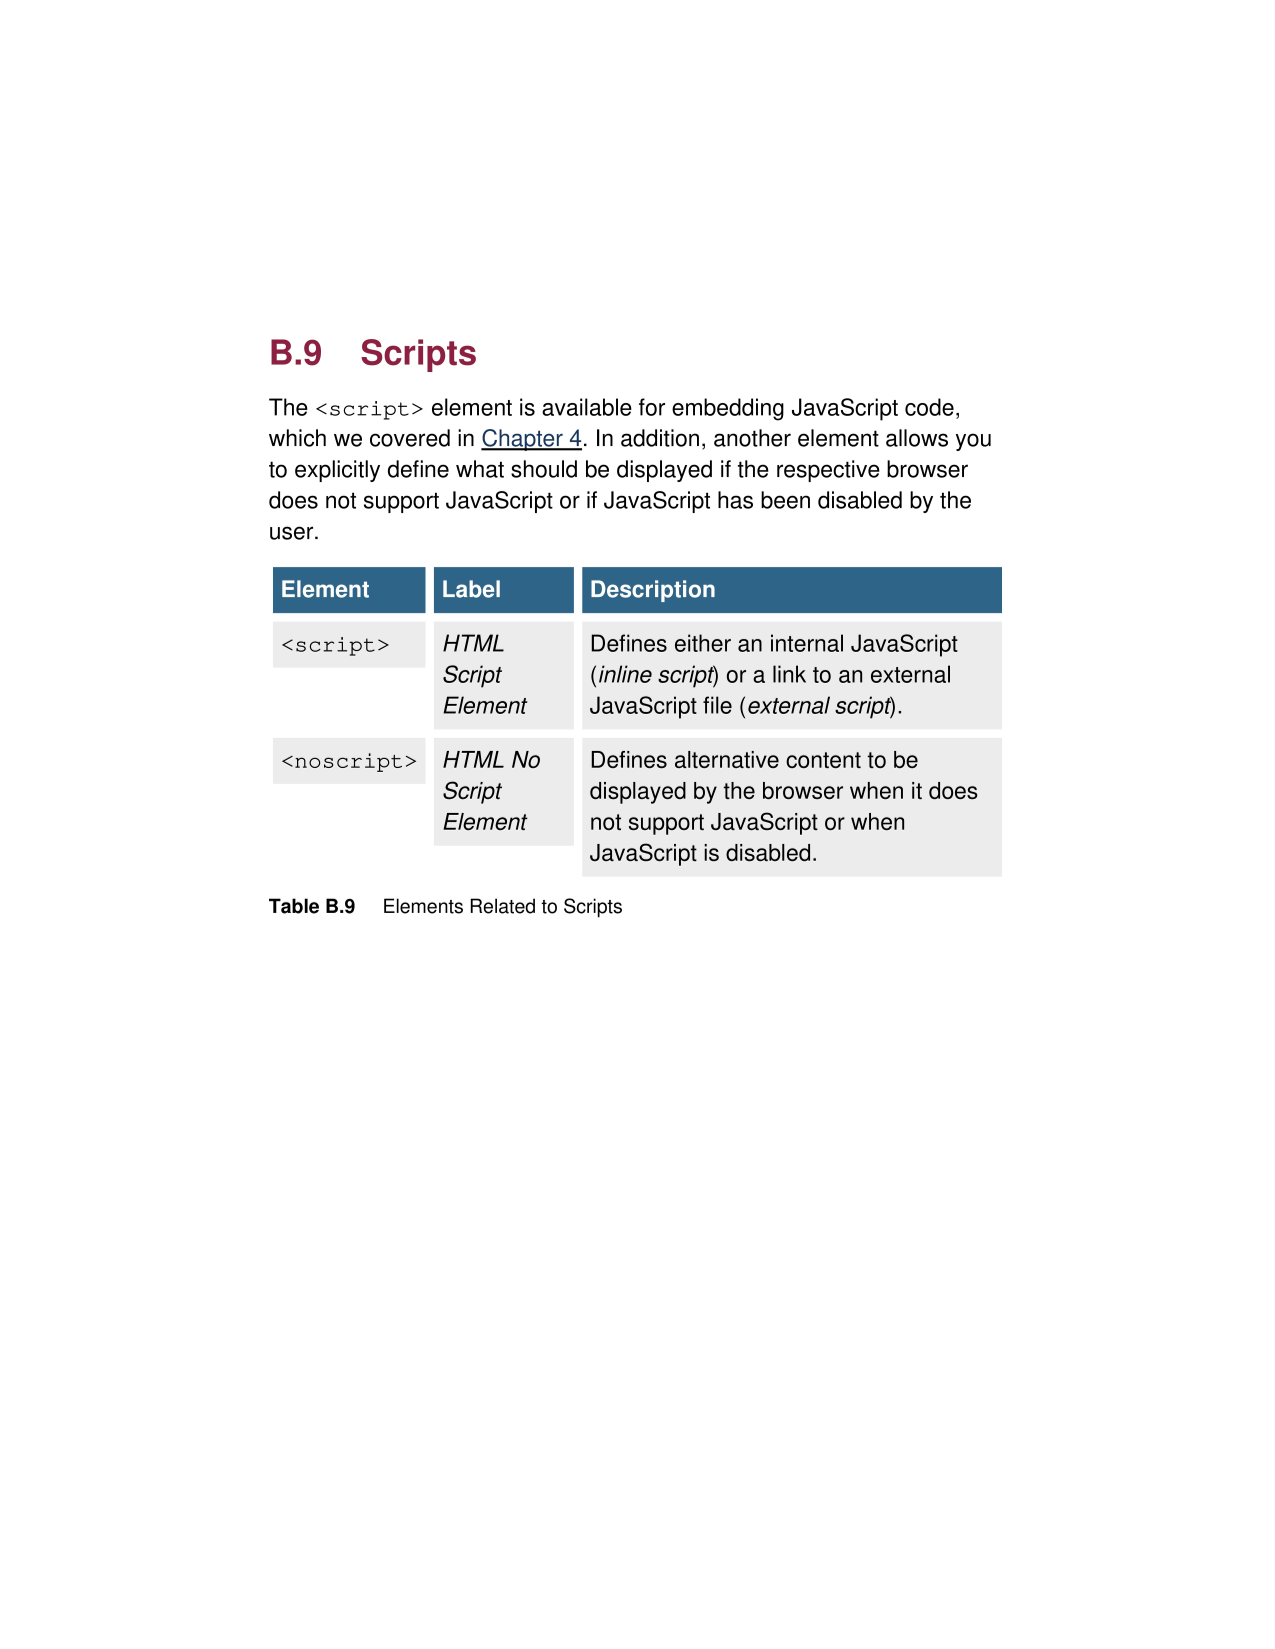 B.9 Scripts
The <script> element is available for embedding JavaScript code,
which we covered in Chapter 4. In addition, another element allows you
to explicitly define what should be displayed if the respective browser
does not support JavaScript or if JavaScript has been disabled by the
user.
Element Label Description
<script> HTML Defines either an internal JavaScript
Script (inline script) or a link to an external
Element JavaScript file (external script).
<noscript> HTML No Defines alternative content to be
Script displayed by the browser when it does
Element not support JavaScript or when
JavaScript is disabled.
Table B.9 Elements Related to Scripts